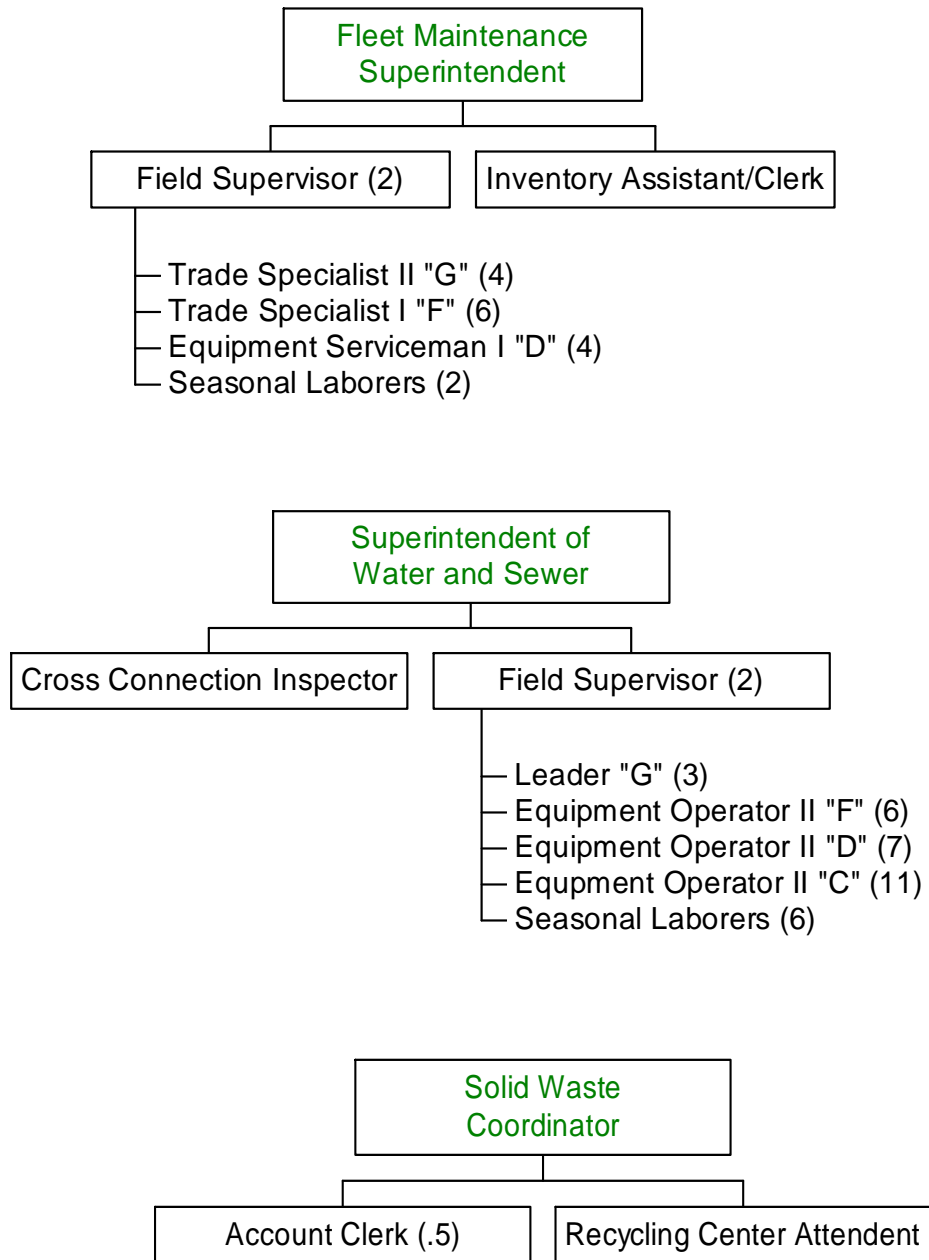 Fleet Maintenance
Superintendent
Field Supervisor (2)
Inventory Assistant/Clerk
Trade Specialist II "G" (4)
Trade Specialist I "F" (6)
Equipment Serviceman I "D" (4)
Seasonal Laborers (2)
Superintendent of
Water and Sewer
Cross Connection Inspector
Field Supervisor (2)
Leader "G" (3)
Equipment Operator II "F" (6)
Equipment Operator II "D" (7)
Equpment Operator II "C" (11)
Seasonal Laborers (6)
Solid Waste
Coordinator
Account Clerk (.5)
Recycling Center Attendent